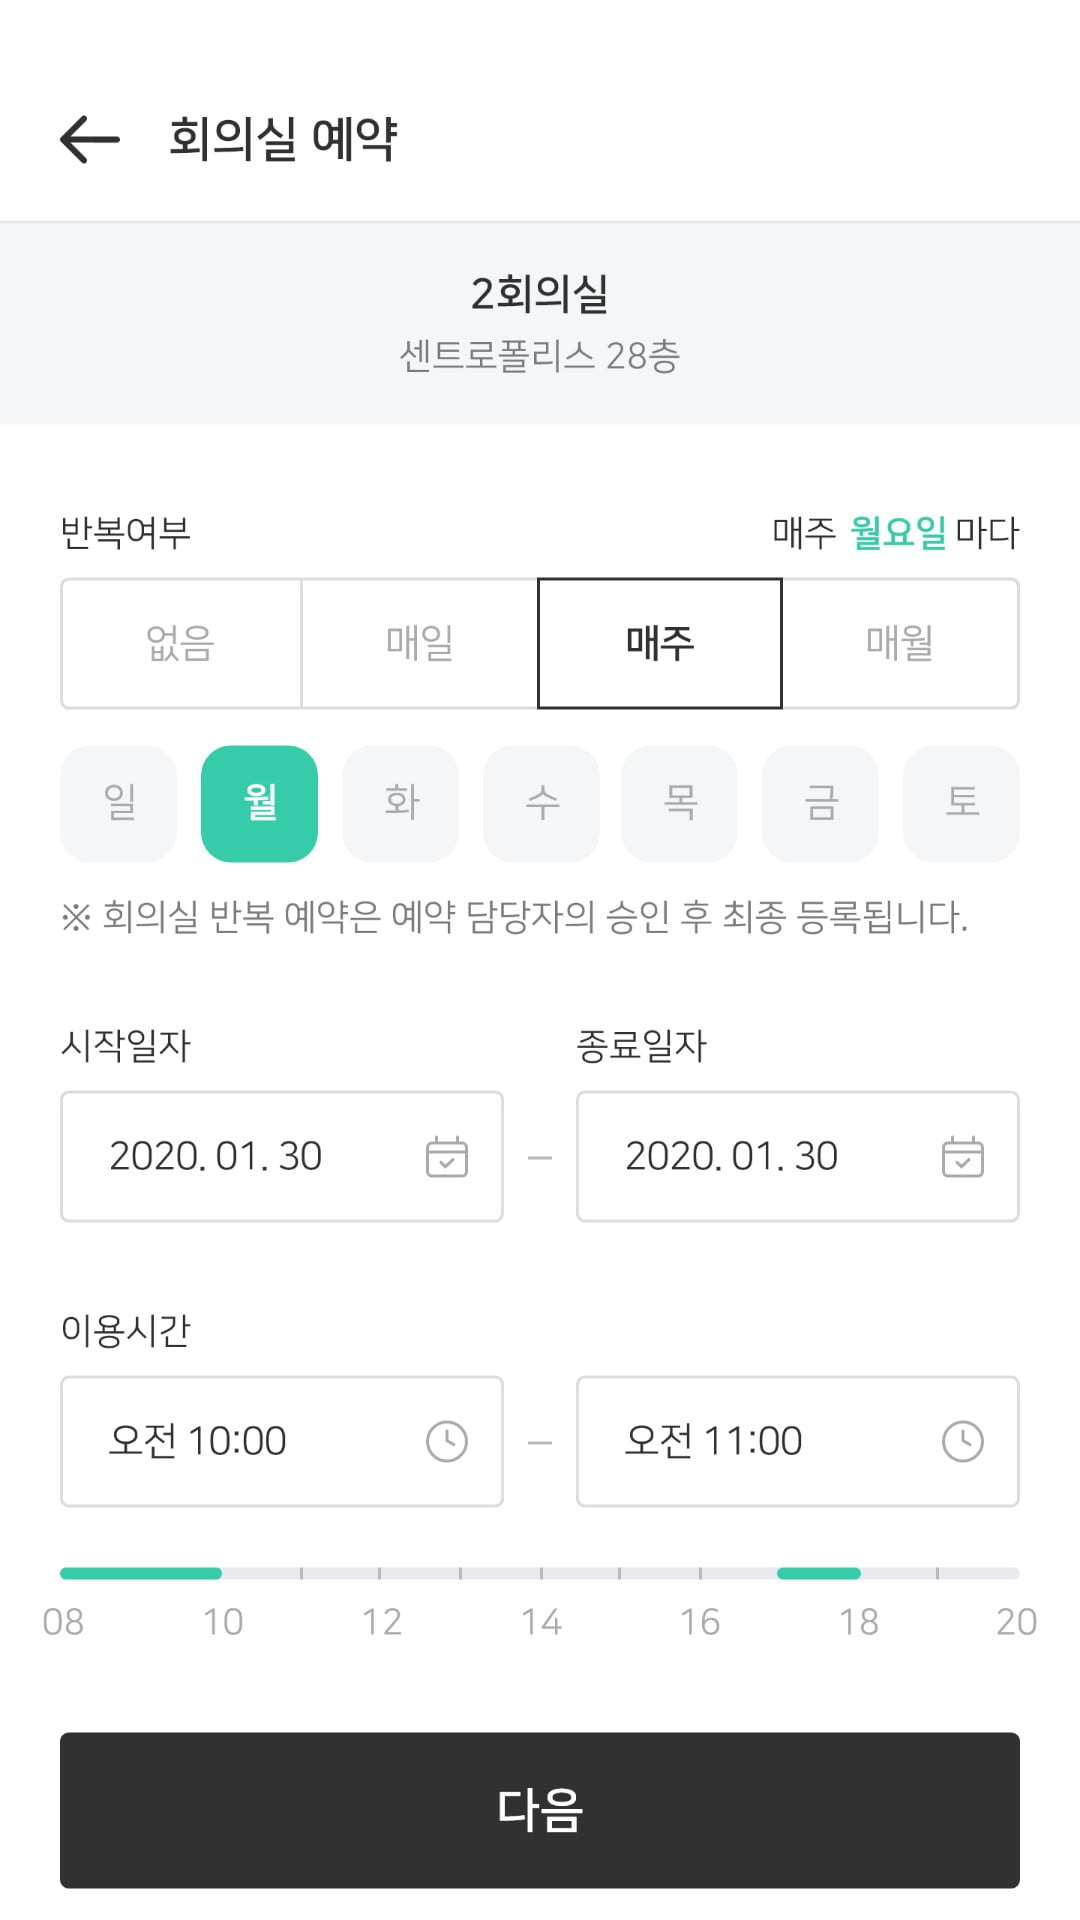 회의실 예약
2회의실
센트로폴리스 28층
반복여부 매주 월요일 마다
없음 매일 매주 매월
일 월 화 수 목 금 토
※ 회의실 반복 예약은 예약 담당자의 승인 후 최종 등록됩니다.
시작일자 종료일자
2020. 01. 30 – 2020. 01. 30
이용시간
오전 10:00 – 오전 11:00
08 10 12 14 16 18 20
다음